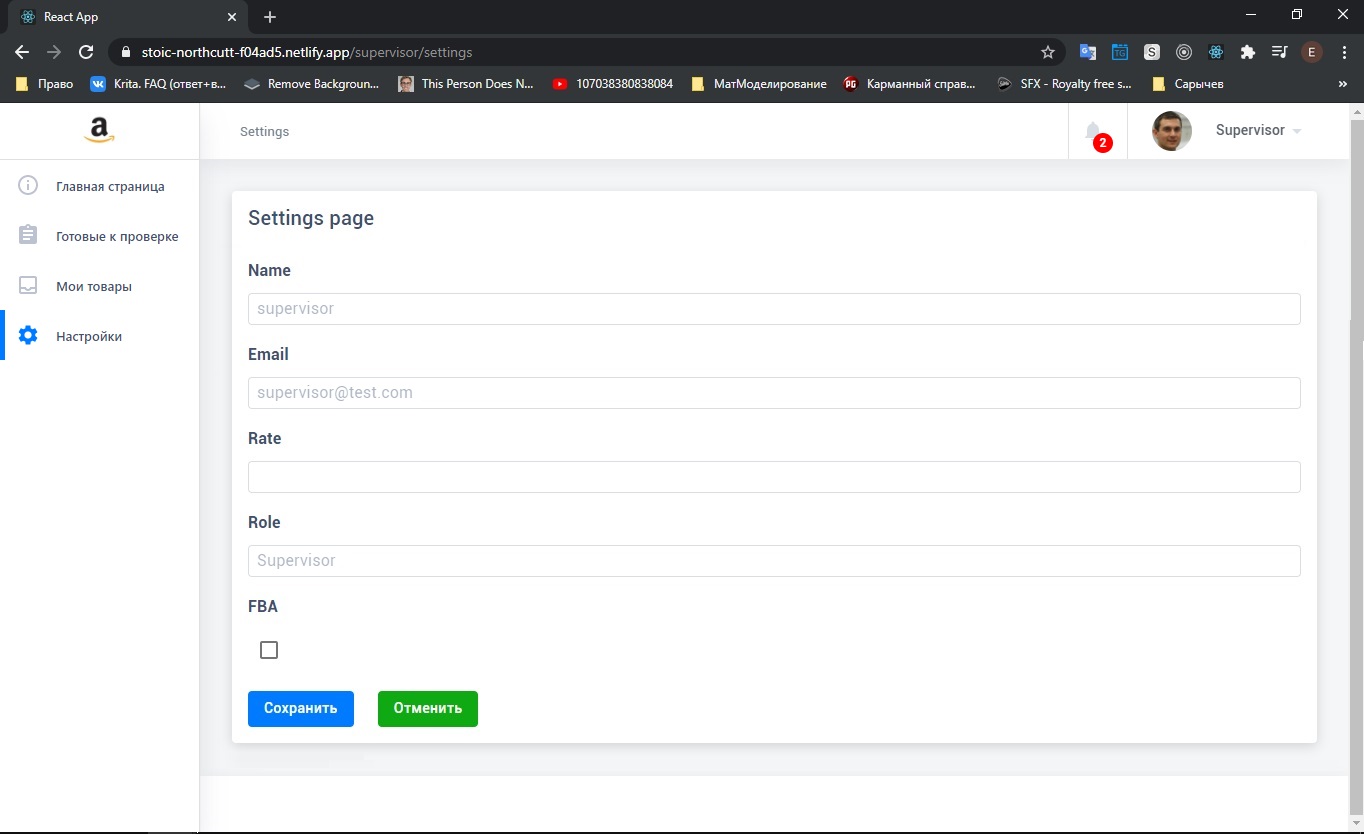 React App
stoic-northcutt-f04ad5.netlify.app/supervisor/settings
TG
S
E
Право
Krita. FAQ (ответ+в...
Remove Backgroun...
This Person Does N...
107038380838084
МатМоделирование
PG
Карманный справ...
SFX - Royalty free s...
Сарычев
»
a
Settings
2
Supervisor
Главная страница
Готовые к проверке
Мои товары
Настройки
Settings page
Name
supervisor
Email
supervisor@test.com
Rate
Role
Supervisor
FBA
Сохранить
Отменить